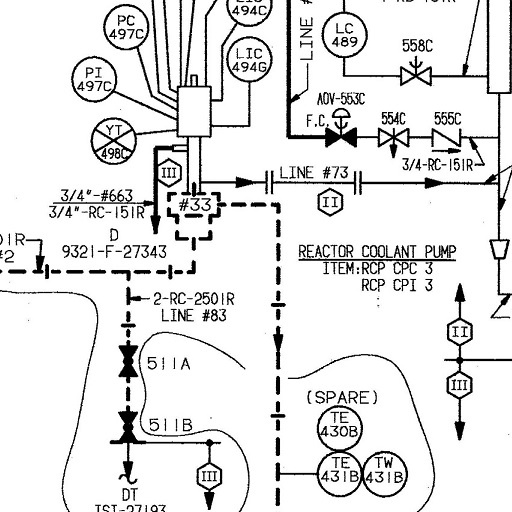 PC
497C
494C
LIC
494G
PI
497C
YT
498C
LINE #
LC
489
558C
AOV-553C
F.C.
554C
555C
3/4-RC-151R
III
LINE #73
II
3/4"-#663
3/4"-RC-151R
#33
D
9321-F-27343
01R
#2
REACTOR COOLANT PUMP
ITEM:RCP CPC 3
RCP CPI 3
2-RC-2501R
LINE #83
II
III
511A
511B
(SPARE)
TE
430B
TE
431B
TW
431B
III
DT
ISI-27193